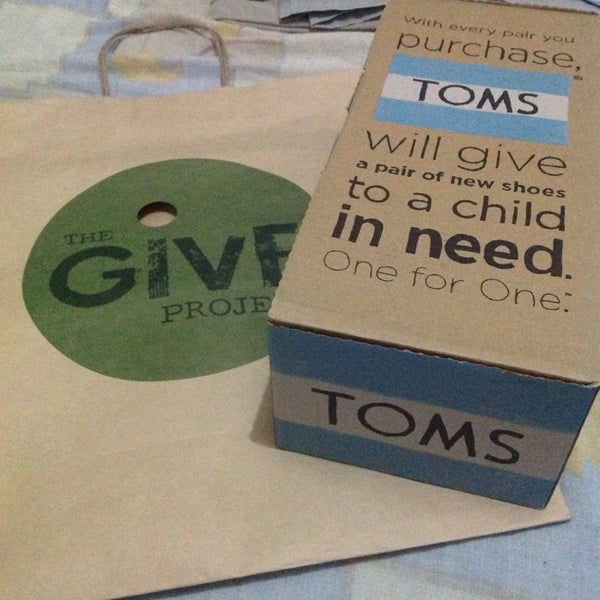 THE
GIVE
PROJE
With every pair you
purchase,
TOMS®
will give
a pair of new shoes
to a child
in need.
One for One.™
TOMS